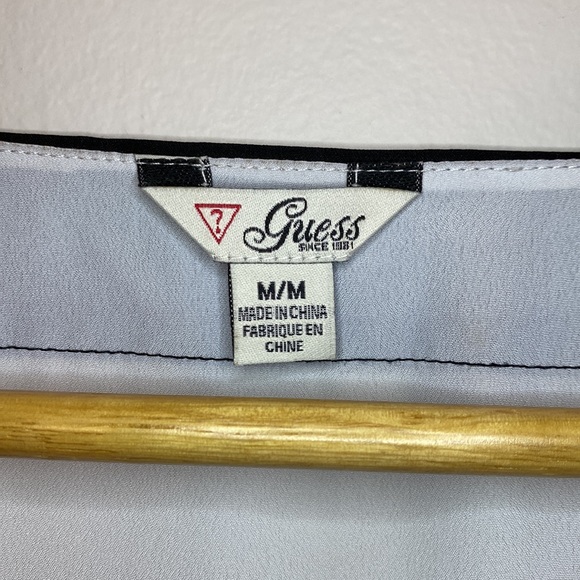 ?
Guess
SINCE 1981
M/M
MADE IN CHINA
FABRIQUE EN
CHINE